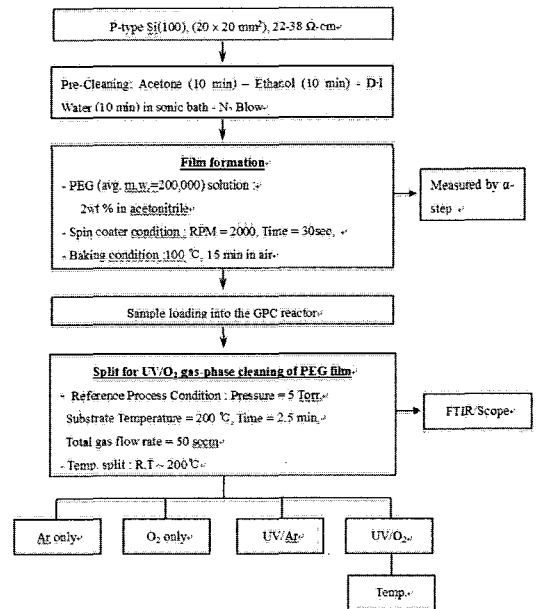 P-type Si(100), (20 x 20 mm²), 22-38 Ω-cm
Pre-Cleaning: Acetone (10 min) – Ethanol (10 min) - D·I
Water (10 min) in sonic bath - N₂ Blow
Film formation
- PEG (avg. m.w.=200,000) solution :
2wt % in acetonitrile
- Spin coater condition : RPM = 2000, Time = 30sec,
- Baking condition :100 ℃, 15 min in air
Measured by α-
step
Sample loading into the GPC reactor
Split for UV/O₂ gas-phase cleaning of PEG film
- Reference Process Condition : Pressure = 5 Torr,
Substrate Temperature = 200 ℃, Time = 2.5 min,
Total gas flow rate = 50 sccm
- Temp. split : R.T ~ 200℃
FTIR/Scope
Ar only
O₂ only
UV/Ar
UV/O₂
Temp.